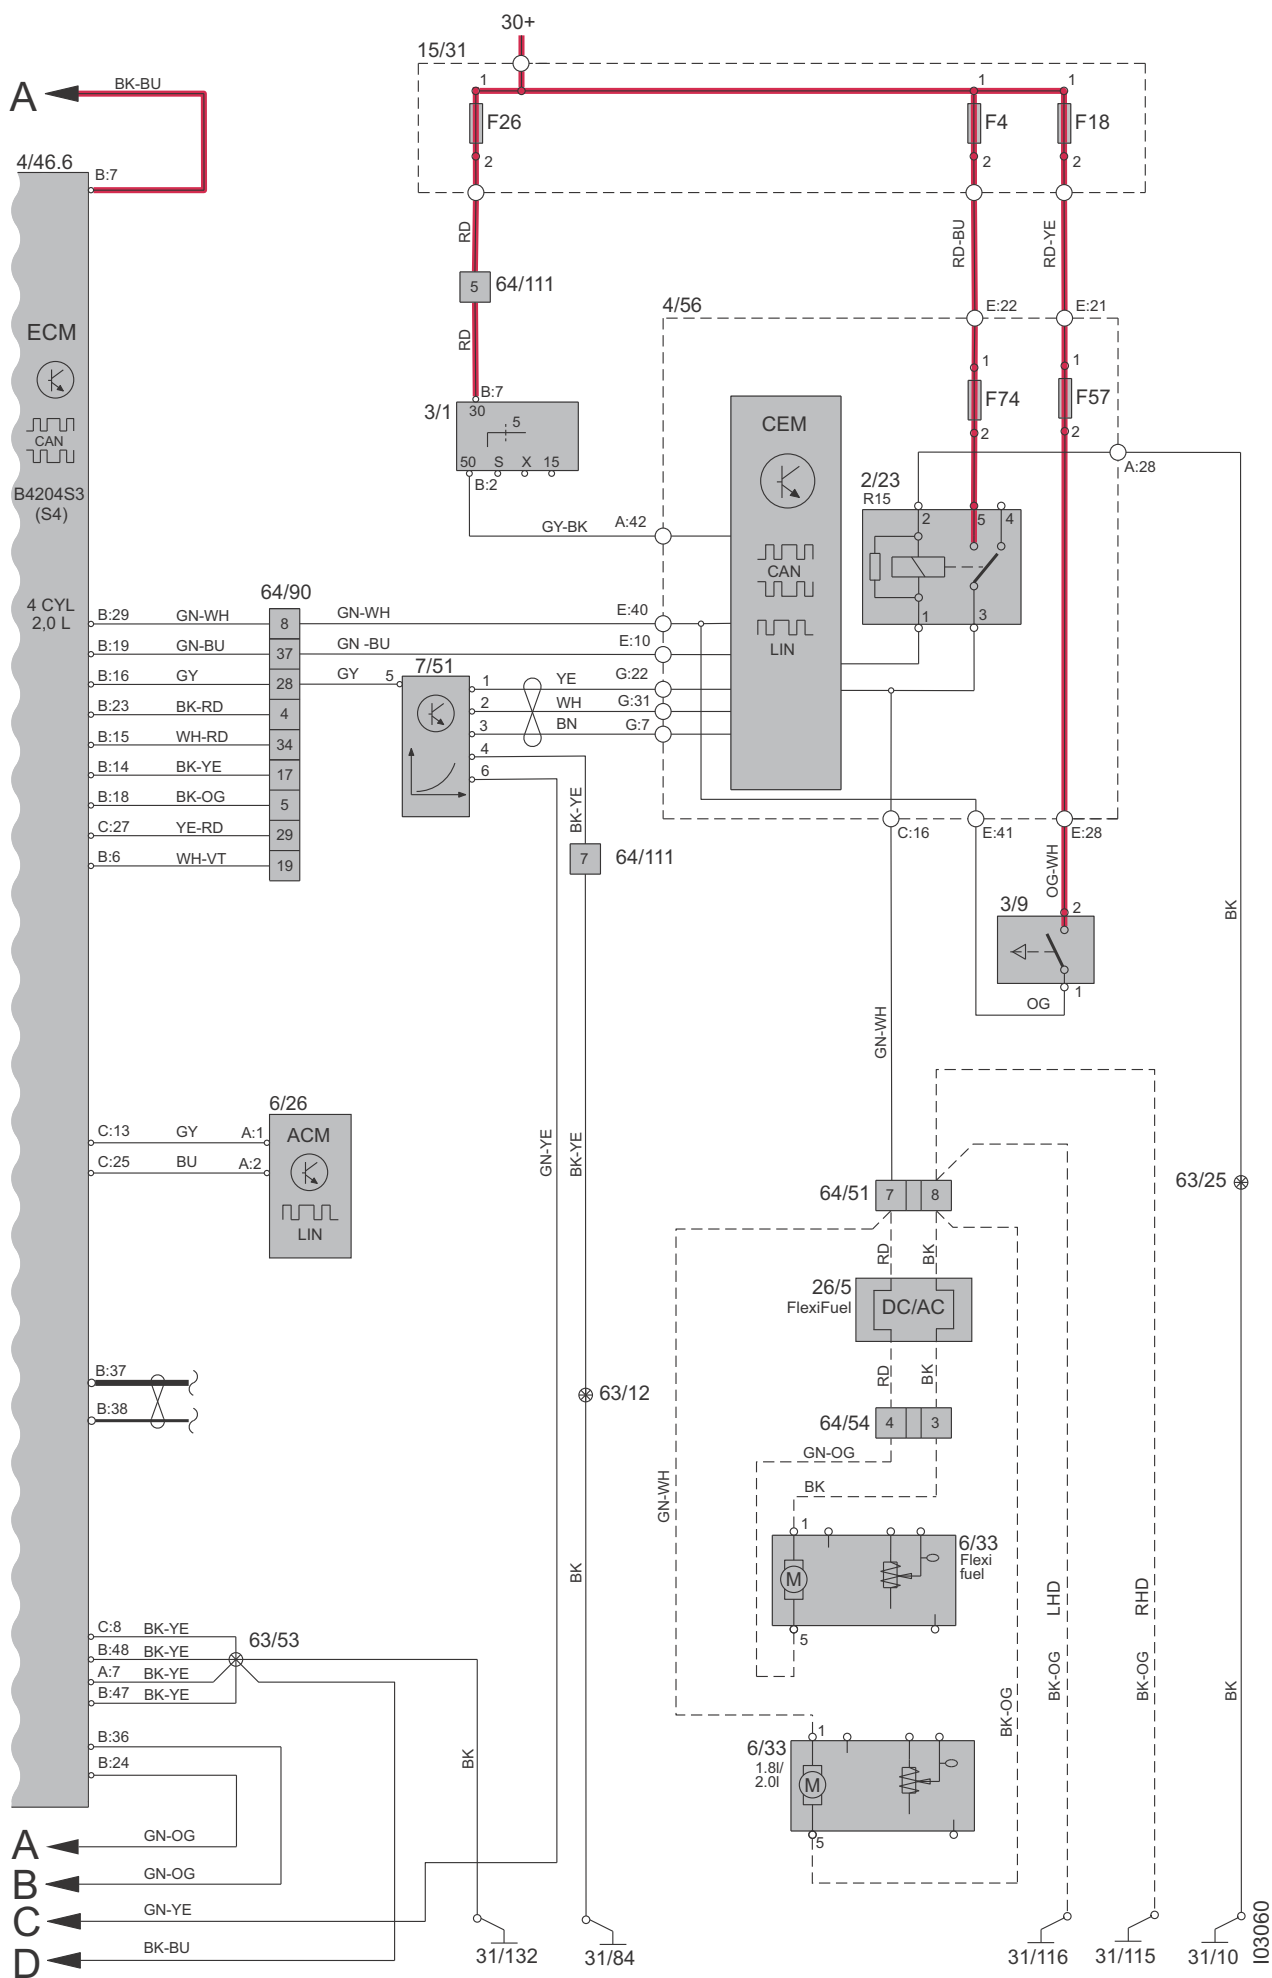 30+
15/31
A
BK-BU
1
1
1
F26
F4
F18
2
2
2
4/46.6
B:7
RD
RD-BU
RD-YE
5
64/111
4/56
E:22
E:21
RD
1
1
ECM
F74
F57
B:7
3/1
30
5
CEM
2
2
CAN
50
S
X
15
A:28
B:2
2/23
R15
B4204S3
(S4)
GY-BK
A:42
2
5
4
CAN
64/90
4 CYL
2,0 L
B:29
GN-WH
8
GN-WH
E:40
1
3
B:19
GN-BU
37
GN -BU
E:10
LIN
7/51
B:16
GY
28
GY
5
1
YE
G:22
B:23
BK-RD
4
2
WH
G:31
B:15
WH-RD
34
3
BN
G:7
4
B:14
BK-YE
17
6
B:18
BK-OG
5
BK-YE
C:27
YE-RD
29
C:16
E:41
E:28
B:6
WH-VT
19
7
64/111
OG-WH
3/9
2
BK
OG
1
GN-WH
6/26
C:13
GY
A:1
ACM
C:25
BU
A:2
GN-YE
BK-YE
64/51
7
8
63/25
LIN
RD
BK
26/5
FlexiFuel
DC/AC
B:37
RD
BK
63/12
B:38
64/54
4
3
GN-OG
GN-WH
BK
1
6/33
Flexi
fuel
M
BK
LHD
RHD
5
C:8
BK-YE
63/53
B:48
BK-YE
A:7
BK-YE
B:47
BK-YE
BK-OG
BK-OG
BK-OG
BK
B:36
1
6/33
1.8l/
2.0l
B:24
BK
M
A
GN-OG
5
B
GN-OG
C
GN-YE
D
BK-BU
31/132
31/84
31/116
31/115
31/10
I03060